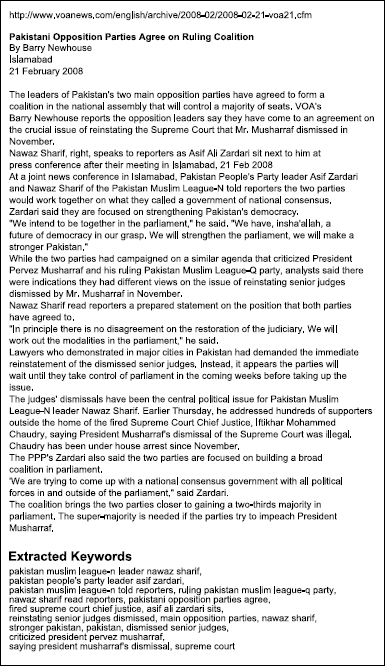 http://www.voanews.com/english/archive/2008-02/2008-02-21-voa21.cfm
Pakistani Opposition Parties Agree on Ruling Coalition
By Barry Newhouse
Islamabad
21 February 2008
The leaders of Pakistan's two main opposition parties have agreed to form a
coalition in the national assembly that will control a majority of seats. VOA's
Barry Newhouse reports the opposition leaders say they have come to an agreement on
the crucial issue of reinstating the Supreme Court that Mr. Musharraf dismissed in
November.
Nawaz Sharif, right, speaks to reporters as Asif Ali Zardari sit next to him at
press conference after their meeting in Islamabad, 21 Feb 2008
At a joint news conference in Islamabad, Pakistan People's Party leader Asif Zardari
and Nawaz Sharif of the Pakistan Muslim League-N told reporters the two parties
would work together on what they called a government of national consensus.
Zardari said they are focused on strengthening Pakistan's democracy.
"We intend to be together in the parliament," he said. "We have, insha'allah, a
future of democracy in our grasp. We will strengthen the parliament, we will make a
stronger Pakistan."
While the two parties had campaigned on a similar agenda that criticized President
Pervez Musharraf and his ruling Pakistan Muslim League-Q party, analysts said there
were indications they had different views on the issue of reinstating senior judges
dismissed by Mr. Musharraf in November.
Nawaz Sharif read reporters a prepared statement on the position that both parties
have agreed to.
"In principle there is no disagreement on the restoration of the judiciary. We will
work out the modalities in the parliament," he said.
Lawyers who demonstrated in major cities in Pakistan had demanded the immediate
reinstatement of the dismissed senior judges. Instead, it appears the parties will
wait until they take control of parliament in the coming weeks before taking up the
issue.
The judges' dismissals have been the central political issue for Pakistan Muslim
League-N leader Nawaz Sharif. Earlier Thursday, he addressed hundreds of supporters
outside the home of the fired Supreme Court Chief Justice, Iftikhar Mohammed
Chaudry, saying President Musharraf's dismissal of the Supreme Court was illegal.
Chaudry has been under house arrest since November.
The PPP's Zardari also said the two parties are focused on building a broad
coalition in parliament.
'We are trying to come up with a national consensus government with all political
forces in and outside of the parliament," said Zardari.
The coalition brings the two parties closer to gaining a two-thirds majority in
parliament. The super-majority is needed if the parties try to impeach President
Musharraf.
Extracted Keywords
pakistan muslim league-n leader nawaz sharif,
pakistan people's party leader asif zardari,
pakistan muslim league-n told reporters, ruling pakistan muslim league-q party,
nawaz sharif read reporters, pakistani opposition parties agree,
fired supreme court chief justice, asif ali zardari sits,
reinstating senior judges dismissed, main opposition parties, nawaz sharif,
stronger pakistan, pakistan, dismissed senior judges,
criticized president pervez musharraf,
saying president musharraf's dismissal, supreme court